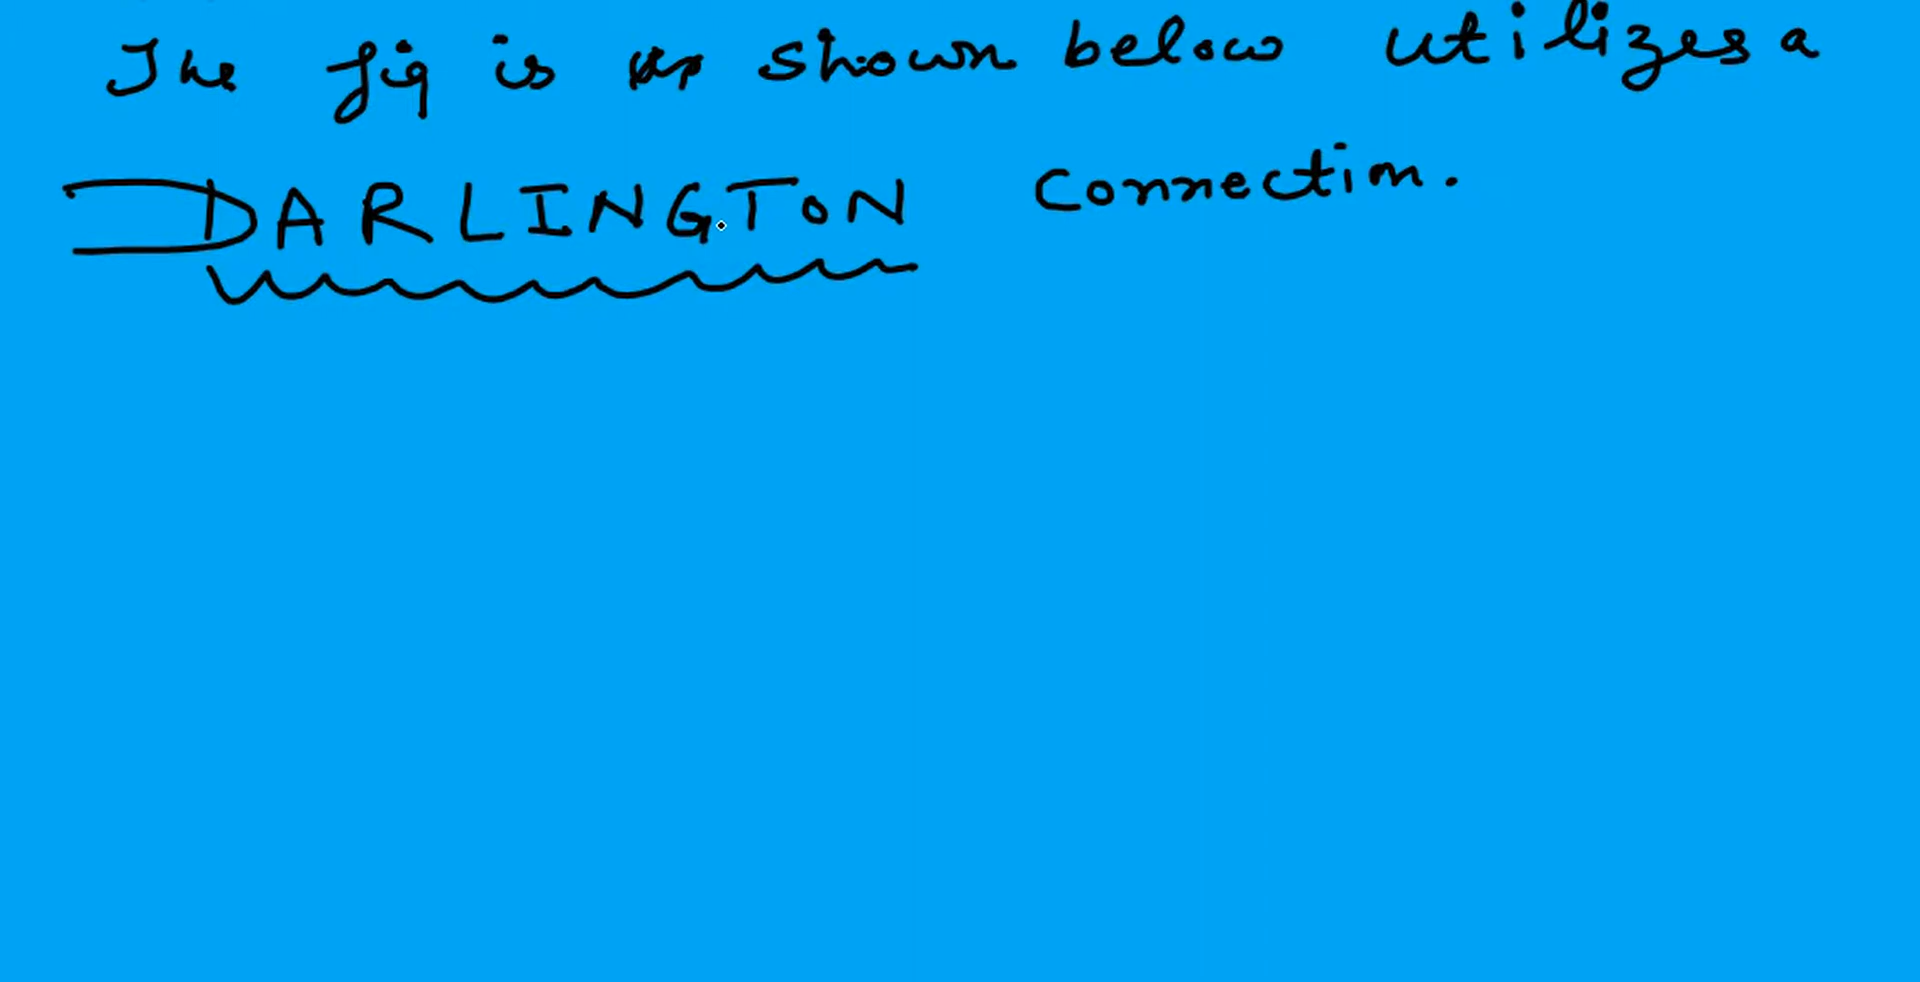 The fig is shown below utilizes a
DARLINGTON Connection.